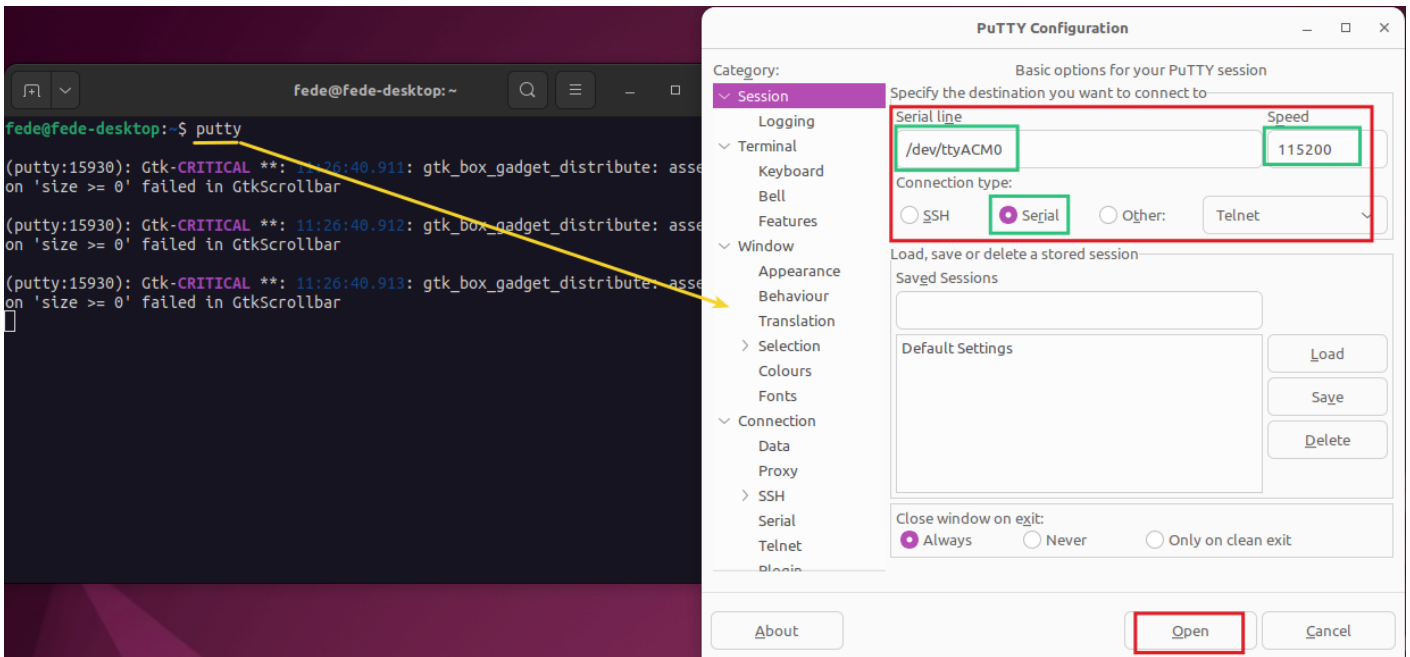 fede@fede-desktop: ~
fede@fede-desktop:~$ putty
(putty:15930): Gtk-CRITICAL **: 11:26:40.911: gtk_box_gadget_distribute: asse
on 'size >= 0' failed in GtkScrollbar
(putty:15930): Gtk-CRITICAL **: 11:26:40.912: gtk_box_gadget_distribute: asse
on 'size >= 0' failed in GtkScrollbar
(putty:15930): Gtk-CRITICAL **: 11:26:40.913: gtk_box_gadget_distribute: asse
on 'size >= 0' failed in GtkScrollbar
PuTTY Configuration
Category:
Session
Logging
Terminal
Keyboard
Bell
Features
Window
Appearance
Behaviour
Translation
Selection
Colours
Fonts
Connection
Data
Proxy
SSH
Serial
Telnet
Plugin
Basic options for your PuTTY session
Specify the destination you want to connect to
Serial line Speed
/dev/ttyACM0 115200
Connection type:
SSH Serial Other: Telnet
Load, save or delete a stored session
Saved Sessions
Default Settings
Load
Save
Delete
Close window on exit:
Always Never Only on clean exit
About Open Cancel